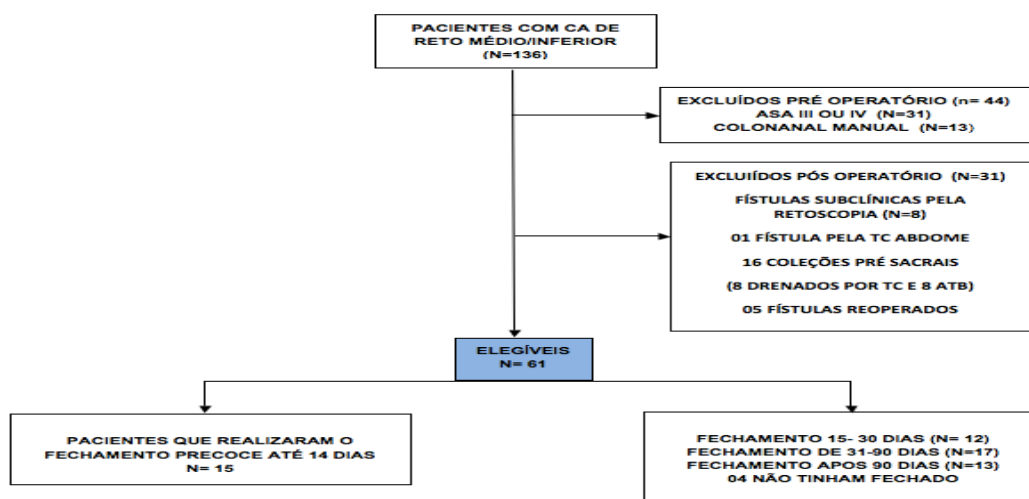 PACIENTES COM CA DE
RETO MÉDIO/INFERIOR
(N=136)
EXCLUÍDOS PRÉ OPERATÓRIO (n= 44)
ASA III OU IV (N=31)
COLONANAL MANUAL (N=13)
EXCLUIÍDOS PÓS OPERATÓRIO (N=31)
FÍSTULAS SUBCLÍNICAS PELA
RETOSCOPIA (N=8)
01 FÍSTULA PELA TC ABDOME
16 COLEÇÕES PRÉ SACRAIS
(8 DRENADOS POR TC E 8 ATB)
05 FÍSTULAS REOPERADOS
ELEGÍVEIS
N= 61
PACIENTES QUE REALIZARAM O
FECHAMENTO PRECOCE ATÉ 14 DIAS
N= 15
FECHAMENTO 15- 30 DIAS (N= 12)
FECHAMENTO DE 31-90 DIAS (N=17)
FECHAMENTO APOS 90 DIAS (N=13)
04 NÃO TINHAM FECHADO